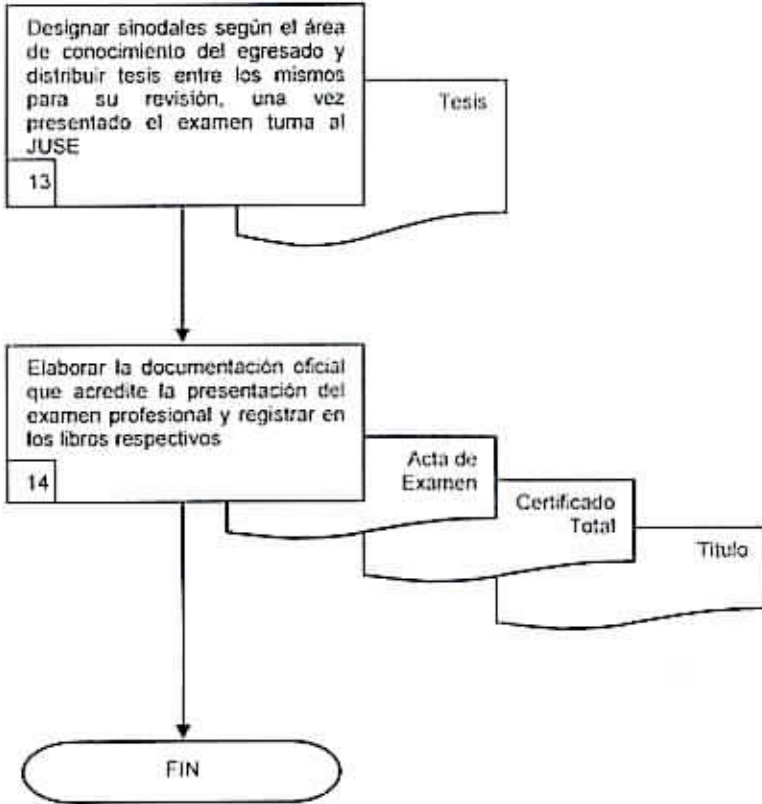 Designar sinodales según el área
de conocimiento del egresado y
distribuir tesis entre los mismos
para su revisión, una vez
presentado el examen turna al
JUSE
13
Tesis
Elaborar la documentación oficial
que acredite la presentación del
examen profesional y registrar en
los libros respectivos
14
Acta de
Examen
Certificado
Total
Titulo
FIN